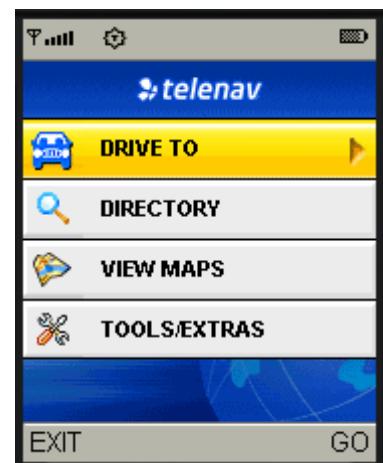 telenav
DRIVE TO
DIRECTORY
VIEW MAPS
TOOLS/EXTRAS
EXIT GO